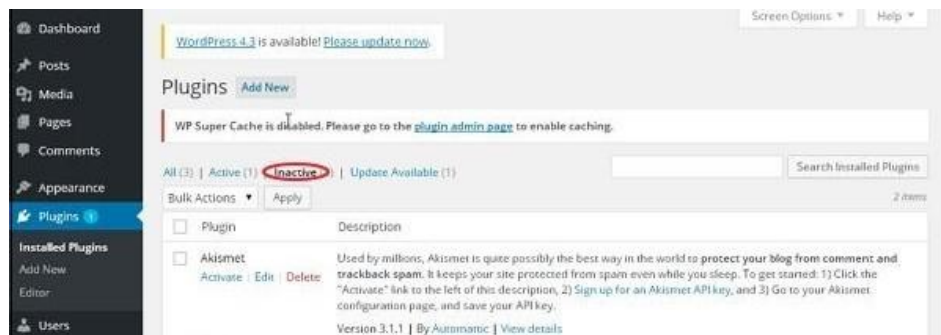 Screen Options ▼ Help ▼
Dashboard
WordPress 4.3 is available! Please update now.
Posts
Media
Plugins Add New
Pages
WP Super Cache is disabled. Please go to the plugin admin page to enable caching.
Comments
All (3) | Active (1) | Inactive | Update Available (1)
Search Installed Plugins
Appearance
Bulk Actions ▼ Apply
2 items
Plugins 1
Plugin Description
Installed Plugins
Add New
Editor
Users
Akismet
Activate | Edit | Delete
Used by millions, Akismet is quite possibly the best way in the world to protect your blog from comment and
trackback spam. It keeps your site protected from spam even while you sleep. To get started: 1) Click the
"Activate" link to the left of this description, 2) Sign up for an Akismet API key, and 3) Go to your Akismet
configuration page, and save your API key.
Version 3.1.1 | By Automattic | View details